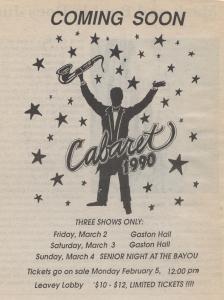 COMING SOON
Cabaret
1990
THREE SHOWS ONLY:
Friday, March 2 Gaston Hall
Saturday, March 3 Gaston Hall
Sunday, March 4 SENIOR NIGHT AT THE BAYOU
Tickets go on sale Monday February 5, 12:00 pm
Leavey Lobby $10 - $12, LIMITED TICKETS !!!!